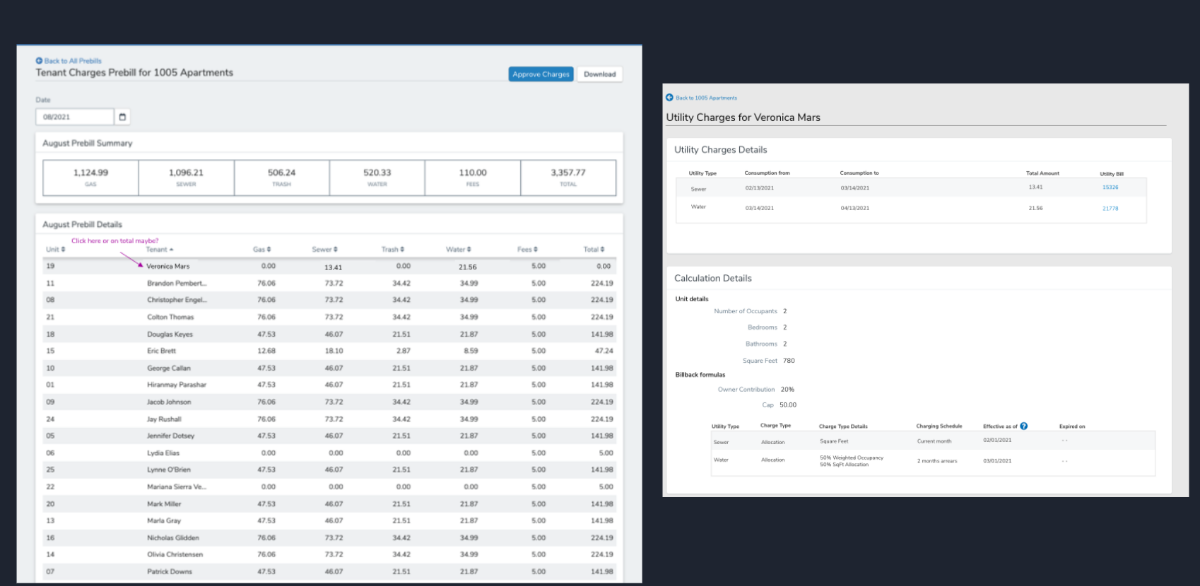 Back to All Prebills
Tenant Charges Prebill for 1005 Apartments
Approve Charges Download
Date
08/2021
August Prebill Summary
1,124.99 1,096.21 506.24 520.33 110.00 3,357.77
GAS SEWER TRASH WATER FEES TOTAL
August Prebill Details
Click here or on total maybe?
Unit Tenant Gas Sewer Trash Water Fees Total
19 Veronica Mars 0.00 13.41 0.00 21.56 5.00 0.00
11 Brandon Pembert... 76.06 73.72 34.42 34.99 5.00 224.19
08 Christopher Engel... 76.06 73.72 34.42 34.99 5.00 224.19
21 Colton Thomas 76.06 73.72 34.42 34.99 5.00 224.19
18 Douglas Keyes 47.53 46.07 21.51 21.87 5.00 141.98
15 Eric Brett 12.68 18.10 2.87 8.59 5.00 47.24
10 George Callan 47.53 46.07 21.51 21.87 5.00 141.98
01 Hiranmay Parashar 47.53 46.07 21.51 21.87 5.00 141.98
09 Jacob Johnson 76.06 73.72 34.42 34.99 5.00 224.19
24 Jay Rushall 76.06 73.72 34.42 34.99 5.00 224.19
05 Jennifer Dotsey 47.53 46.07 21.51 21.87 5.00 141.98
06 Lydia Elias 0.00 0.00 0.00 0.00 5.00 5.00
25 Lynne O'Brien 47.53 46.07 21.51 21.87 5.00 141.98
22 Mariana Sierra Ve... 0.00 0.00 0.00 0.00 5.00 5.00
20 Mark Miller 47.53 46.07 21.51 21.87 5.00 141.98
13 Marla Gray 47.53 46.07 21.51 21.87 5.00 141.98
16 Nicholas Glidden 76.06 73.72 34.42 34.99 5.00 224.19
14 Olivia Christensen 76.06 73.72 34.42 34.99 5.00 224.19
07 Patrick Downs 47.53 46.07 21.51 21.87 5.00 141.98
Back to 1005 Apartments
Utility Charges for Veronica Mars
Utility Charges Details
Utility Type Consumption from Consumption to Total Amount Utility Bill
Sewer 02/13/2021 03/14/2021 13.41 15326
Water 03/14/2021 04/13/2021 21.56 21778
Calculation Details
Unit details
Number of Occupants 2
Bedrooms 2
Bathrooms 2
Square Feet 780
Billback formulas
Owner Contribution 20%
Cap 50.00
Utility Type Charge Type Charge Type Details Charging Schedule Effective as of ? Expired on
Sewer Allocation Square Feet Current month 02/01/2021 - -
Water Allocation 50% Weighted Occupancy 2 months arrears 03/01/2021 - -
50% SqFt Allocation